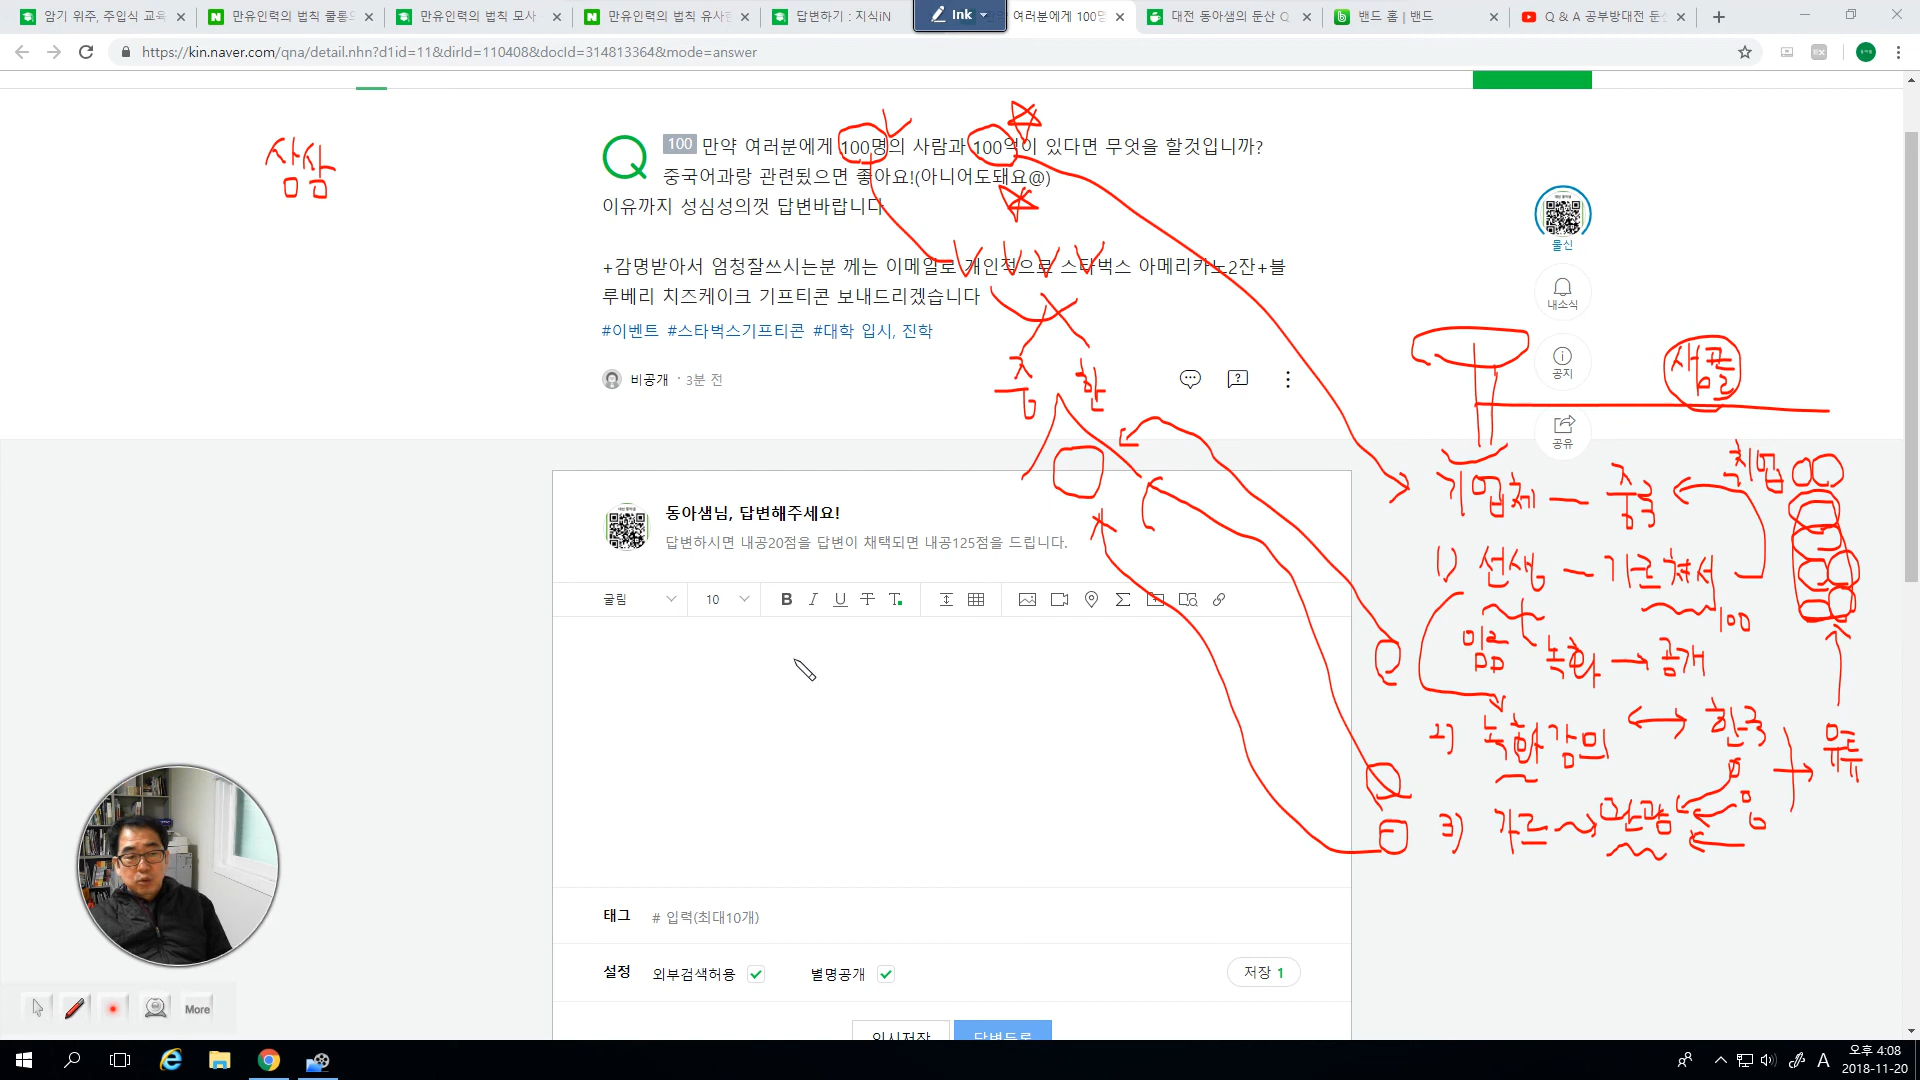 암기 위주, 주입식 교육
만유인력의 법칙 쿨롱의
만유인력의 법칙 모사
만유인력의 법칙 유사
답변하기 : 지식iN
Ink
여러분에게 100명
대전 동아샘의 둔산 Q
밴드 홈 | 밴드
Q & A 공부방대전 둔산
https://kin.naver.com/qna/detail.nhn?d1id=11&dirId=110408&docId=314813364&mode=answer
삼삼
Q
100 만약 여러분에게 100명의 사람과 100억이 있다면 무엇을 할것입니까?
중국어과랑 관련됬으면 좋아요!(아니어도돼요@)
이유까지 성심성의껏 답변바랍니다
+감명받아서 엄청잘쓰시는분 께는 이메일로 개인적으로 스타벅스 아메리카노2잔+블
루베리 치즈케이크 기프티콘 보내드리겠습니다
#이벤트 #스타벅스기프티콘 #대학 입시, 진학
비공개 · 3분 전
물신
내소식
공지
공유
중 한
샘골
기업체 — 중국
직업
1) 선생 — 가르쳐서
100
녹화 → 공개
2) 녹화강의 ↔ 한국
유튜
3) 가르
동아샘님, 답변해주세요!
답변하시면 내공20점을 답변이 채택되면 내공125점을 드립니다.
굴림 10 B I U T T
태그 # 입력(최대10개)
설정 외부검색허용 별명공개 저장 1
임시저장 답변등록
More
A
오후 4:08
2018-11-20